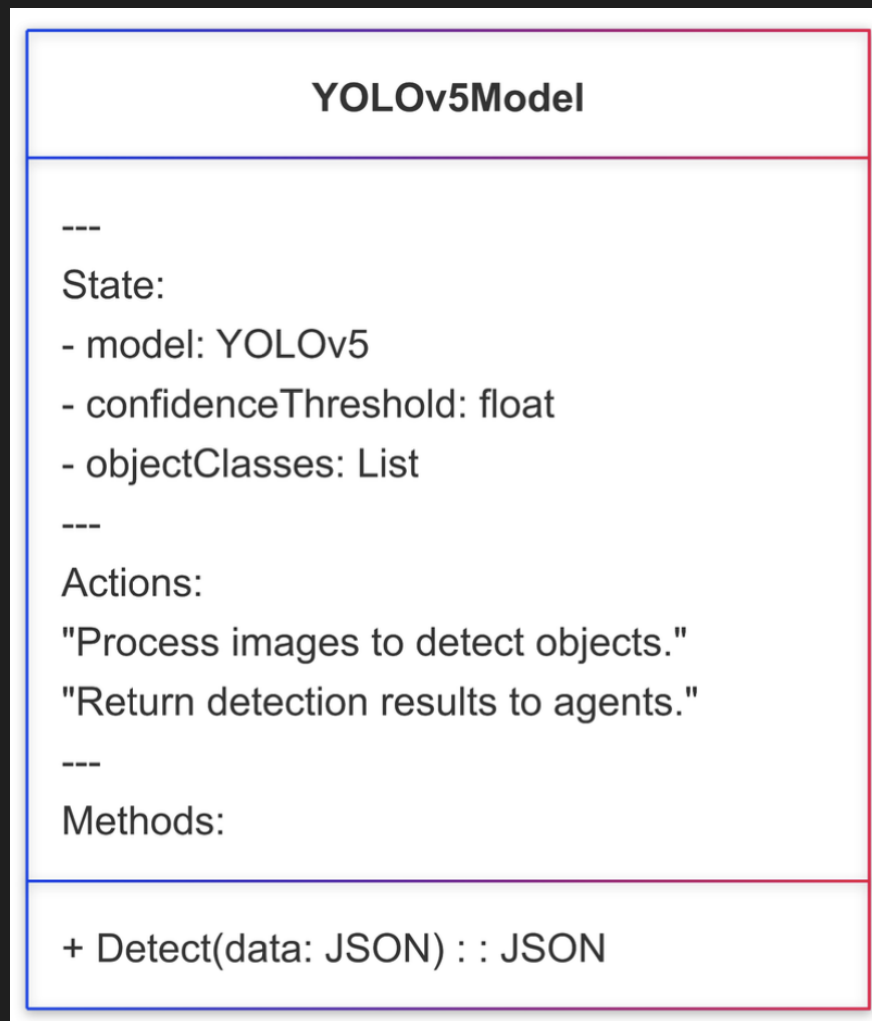 YOLOv5Model
---
State:
- model: YOLOv5
- confidenceThreshold: float
- objectClasses: List
---
Actions:
"Process images to detect objects."
"Return detection results to agents."
---
Methods:
+ Detect(data: JSON) : : JSON